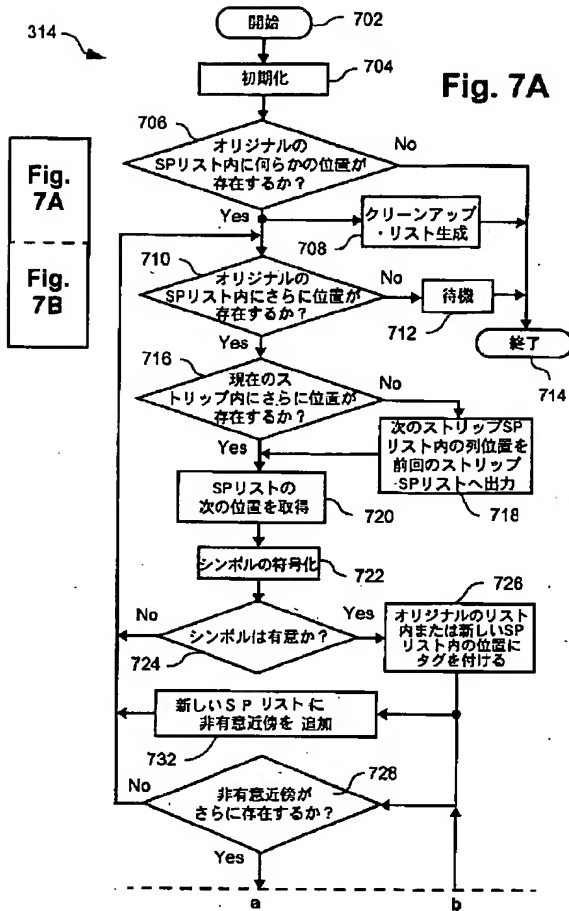 314
開始
702
初期化
704
Fig. 7A
706
オリジナルの
SPリスト内に何らかの位置が
存在するか?
No
Yes
クリーンアップ
・リスト生成
708
Fig.
7A
Fig.
7B
710
オリジナルの
SPリスト内にさらに位置が
存在するか?
No
待機
712
終了
714
Yes
716
現在のス
トリップ内にさらに位置が
存在するか?
No
次のストリップSP
リスト内の列位置を
前回のストリップ
SPリストへ出力
718
Yes
SPリストの
次の位置を取得
720
シンボルの符号化
722
726
No
シンボルは有意か?
Yes
724
オリジナルのリスト
内または新しいSP
リスト内の位置に
タグを付ける
新しいSPリストに
非有意近傍を 追加
732
728
No
非有意近傍が
さらに存在するか?
Yes
a
b